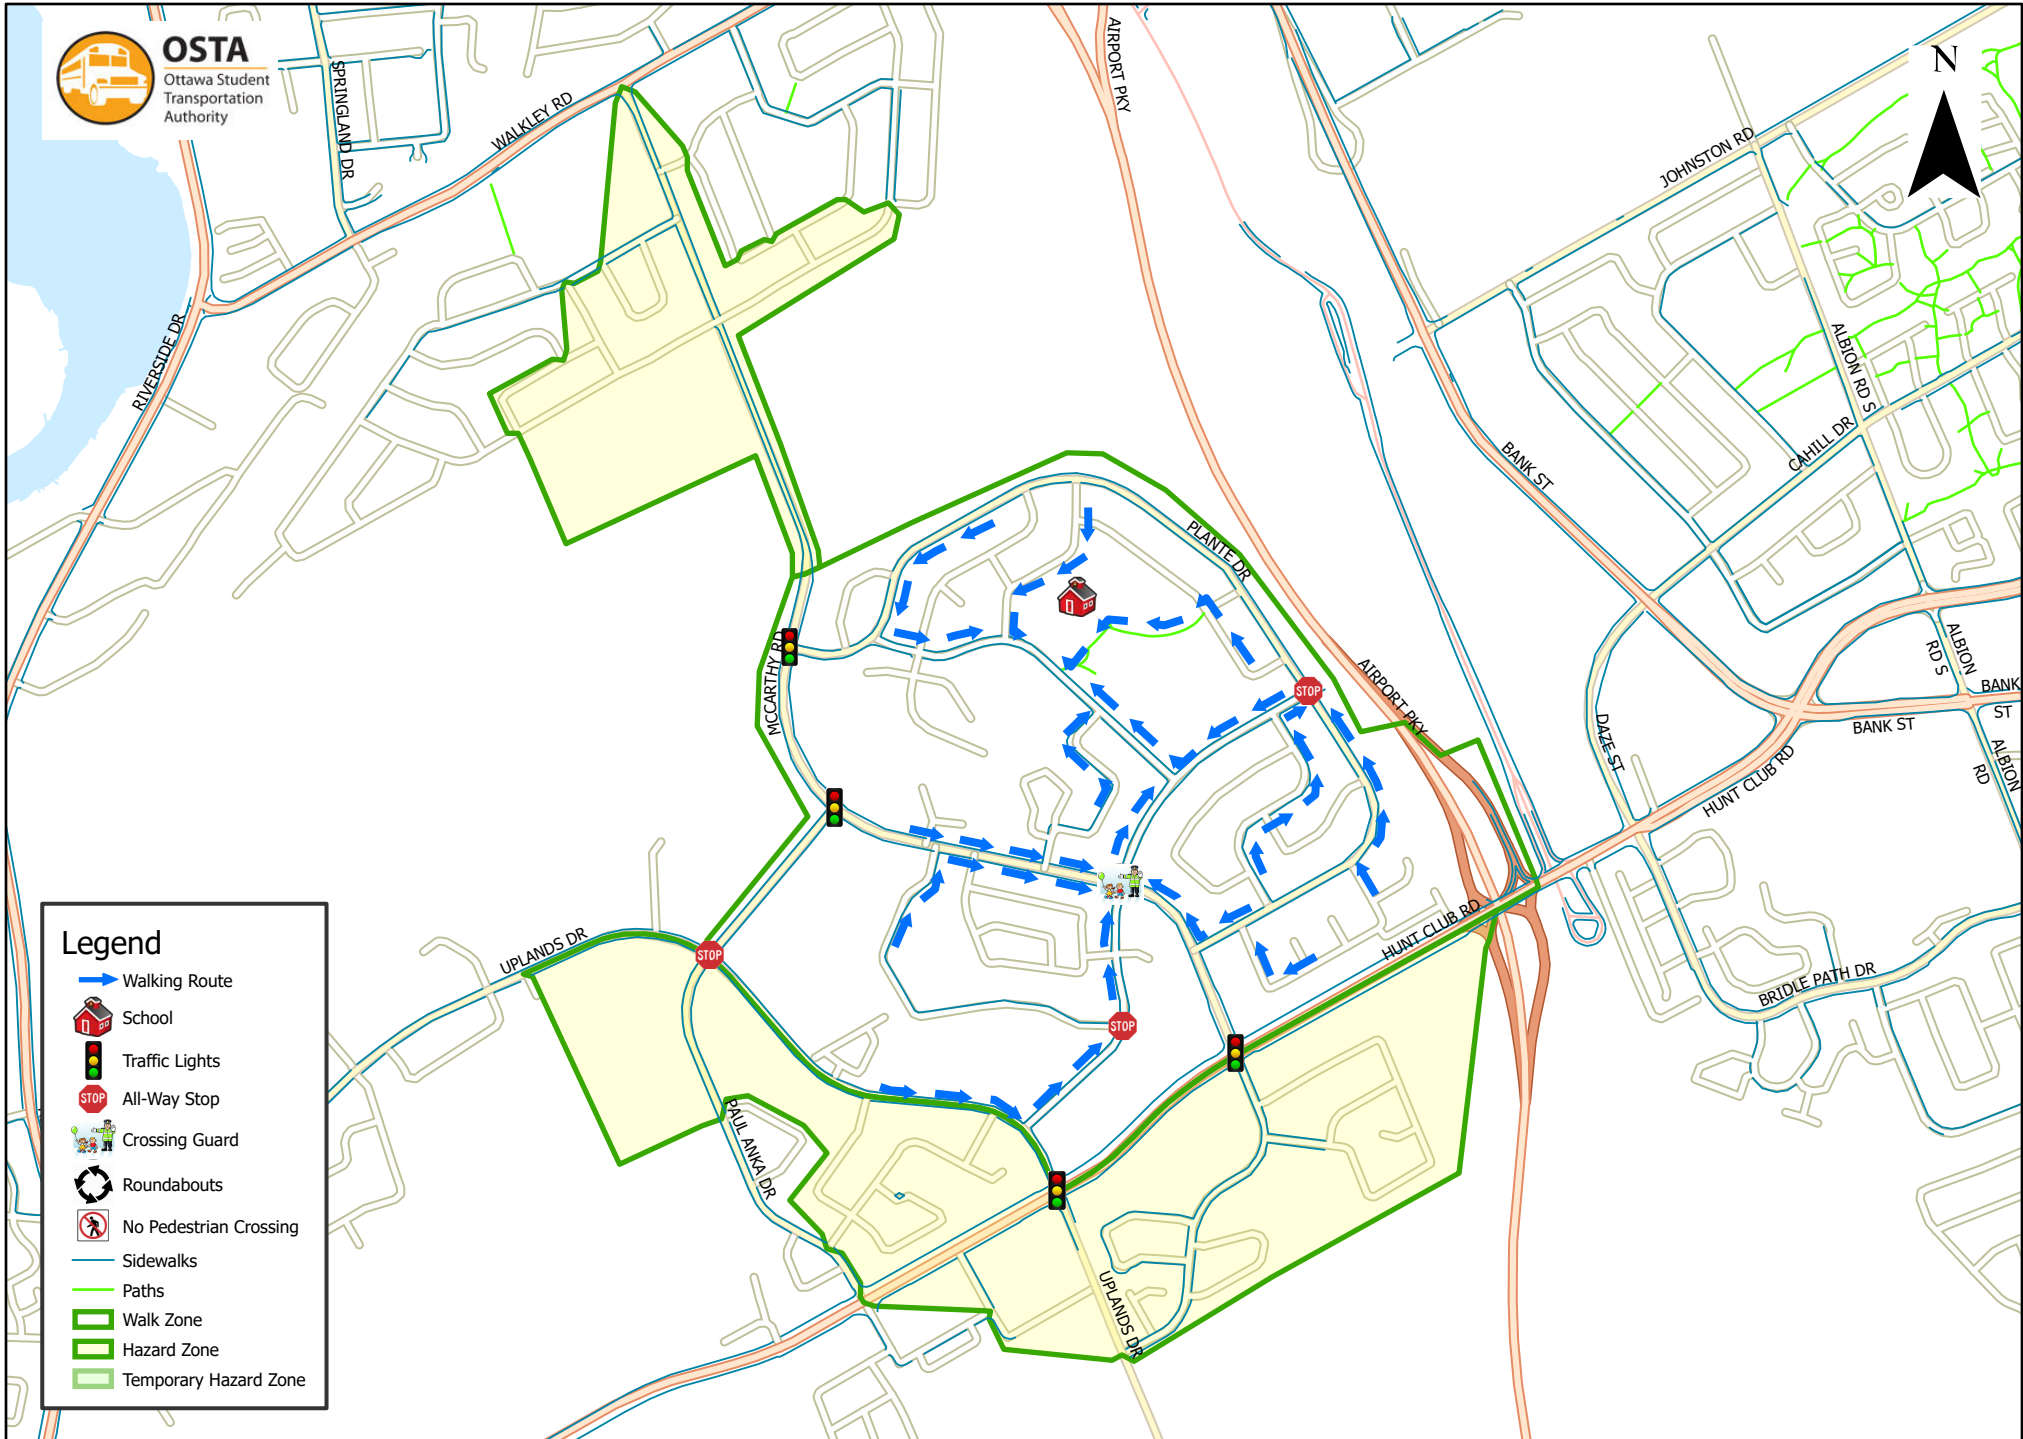 OSTA
Ottawa Student
Transportation
Authority
SPRINGLAND DR
WALKLEY RD
AIRPORT PKY
N
JOHNSTON RD
RIVERSIDE DR
ALBION RD S
CAHILL DR
BANK ST
PLANTE DR
MCCARTHY RD
STOP
AIRPORT PKY
ALBION
RD S
BANK
ST
BANK ST
DAZE ST
HUNT CLUB RD
ALBION
RD
UPLANDS DR
STOP
HUNT CLUB RD
BRIDLE PATH DR
STOP
PAUL ANKA DR
UPLANDS DR
Legend
Walking Route
School
Traffic Lights
STOP
All-Way Stop
Crossing Guard
Roundabouts
No Pedestrian Crossing
Sidewalks
Paths
Walk Zone
Hazard Zone
Temporary Hazard Zone